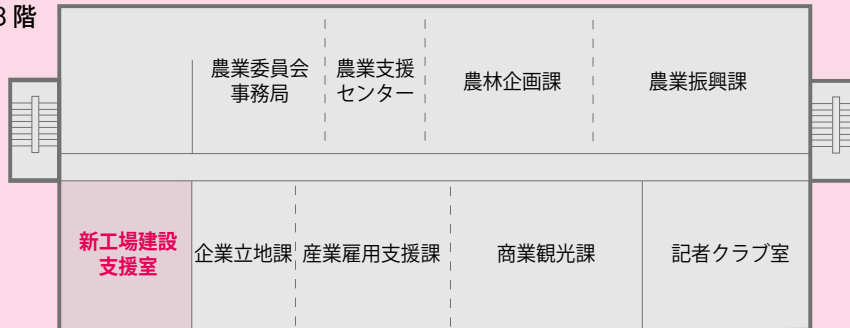 3 階
農業委員会
事務局
農業支援
センター
農林企画課
農業振興課
新工場建設
支援室
企業立地課
産業雇用支援課
商業観光課
記者クラブ室